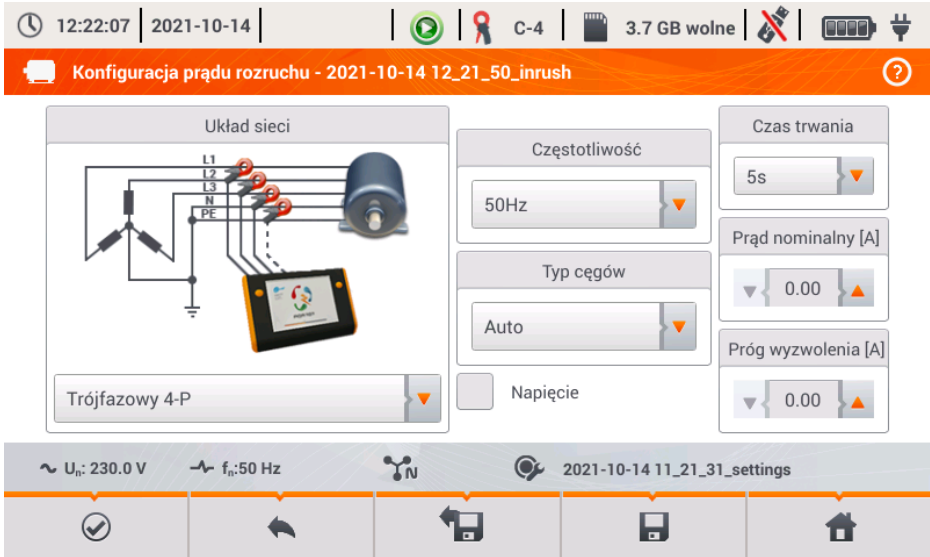 12:22:07 2021-10-14 C-4 3.7 GB wolne
Konfiguracja prądu rozruchu - 2021-10-14 12_21_50_inrush ?
Układ sieci
L1
L2
L3
N
PE
Trójfazowy 4-P
Częstotliwość
50Hz
Typ cęgów
Auto
Napięcie
Czas trwania
5s
Prąd nominalny [A]
0.00
Próg wyzwolenia [A]
0.00
Un: 230.0 V fn:50 Hz N 2021-10-14 11_21_31_settings